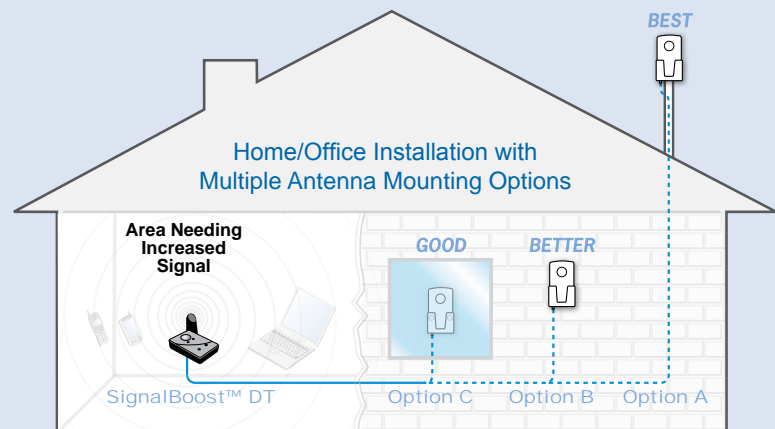 BEST
Home/Office Installation with
Multiple Antenna Mounting Options
Area Needing
Increased
Signal
GOOD
BETTER
SignalBoost™ DT
Option C
Option B
Option A